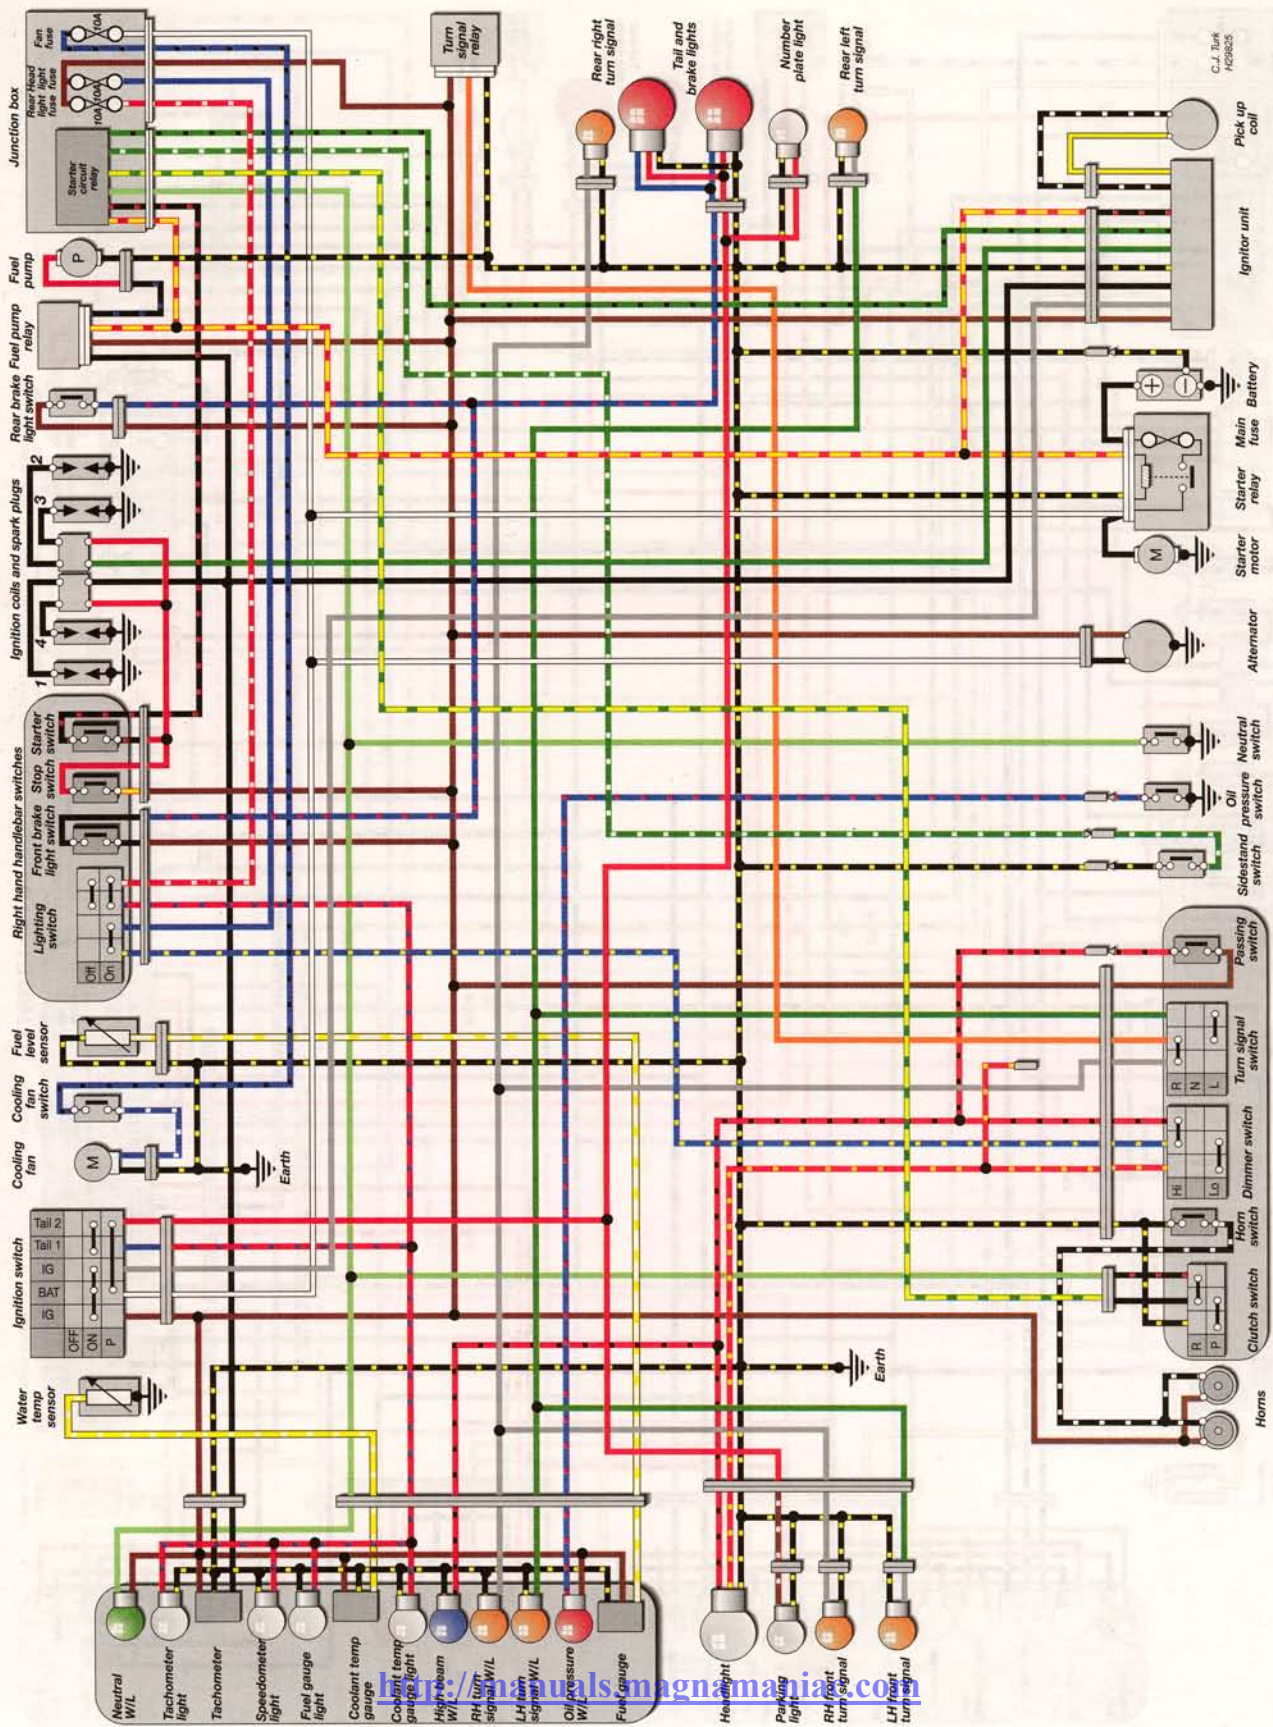 Junction box
Fan
fuse
Head
light
fuse
Rear
light
fuse
10A
10A
10A
Starter
circuit
relay
Fuel
pump
P
Fuel pump
relay
Rear brake
light switch
Ignition coils and spark plugs
2
3
4
1
Right hand handlebar switches
Starter
switch
Stop
switch
Front brake
light switch
Lighting
switch
Off
On
Fuel
level
sensor
Cooling
fan
switch
Cooling
fan
M
Earth
Ignition switch
Tail 2
Tail 1
IG
BAT
IG
OFF
ON
P
Water
temp
sensor
Turn
signal
relay
Rear right
turn signal
Tail and
brake lights
Number
plate light
Rear left
turn signal
C.J. Turk
H29825
Pick up
coil
Ignitor unit
Battery
+
−
Main
fuse
Starter
relay
Starter
motor
M
Alternator
Neutral
switch
Oil
pressure
switch
Sidestand
switch
Passing
switch
Turn signal
switch
R
N
L
Dimmer switch
Hi
Lo
Horn
switch
Clutch switch
R
P
Horns
Earth
Neutral
W/L
Tachometer
light
Tachometer
Speedometer
light
Fuel gauge
light
Coolant temp
gauge
Coolant temp
gauge light
High beam
W/L
RH turn
signal W/L
LH turn
signal W/L
Oil pressure
W/L
Fuel gauge
Headlight
Parking
light
RH front
turn signal
LH front
turn signal
http://manuals.magnamaniac.com